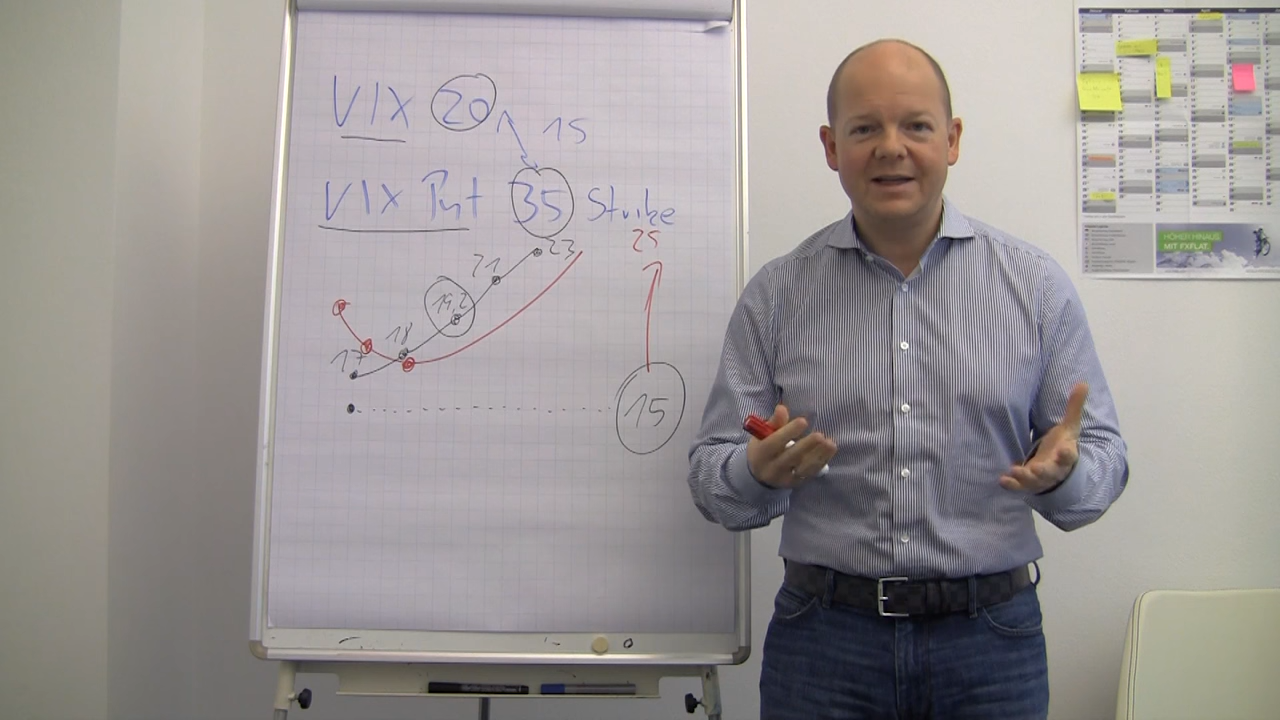 VIX 20 15
VIX Put 35 Strike
25
21 23
19,2
18
17
15
HÖHER HINAUS
MIT FXFLAT.